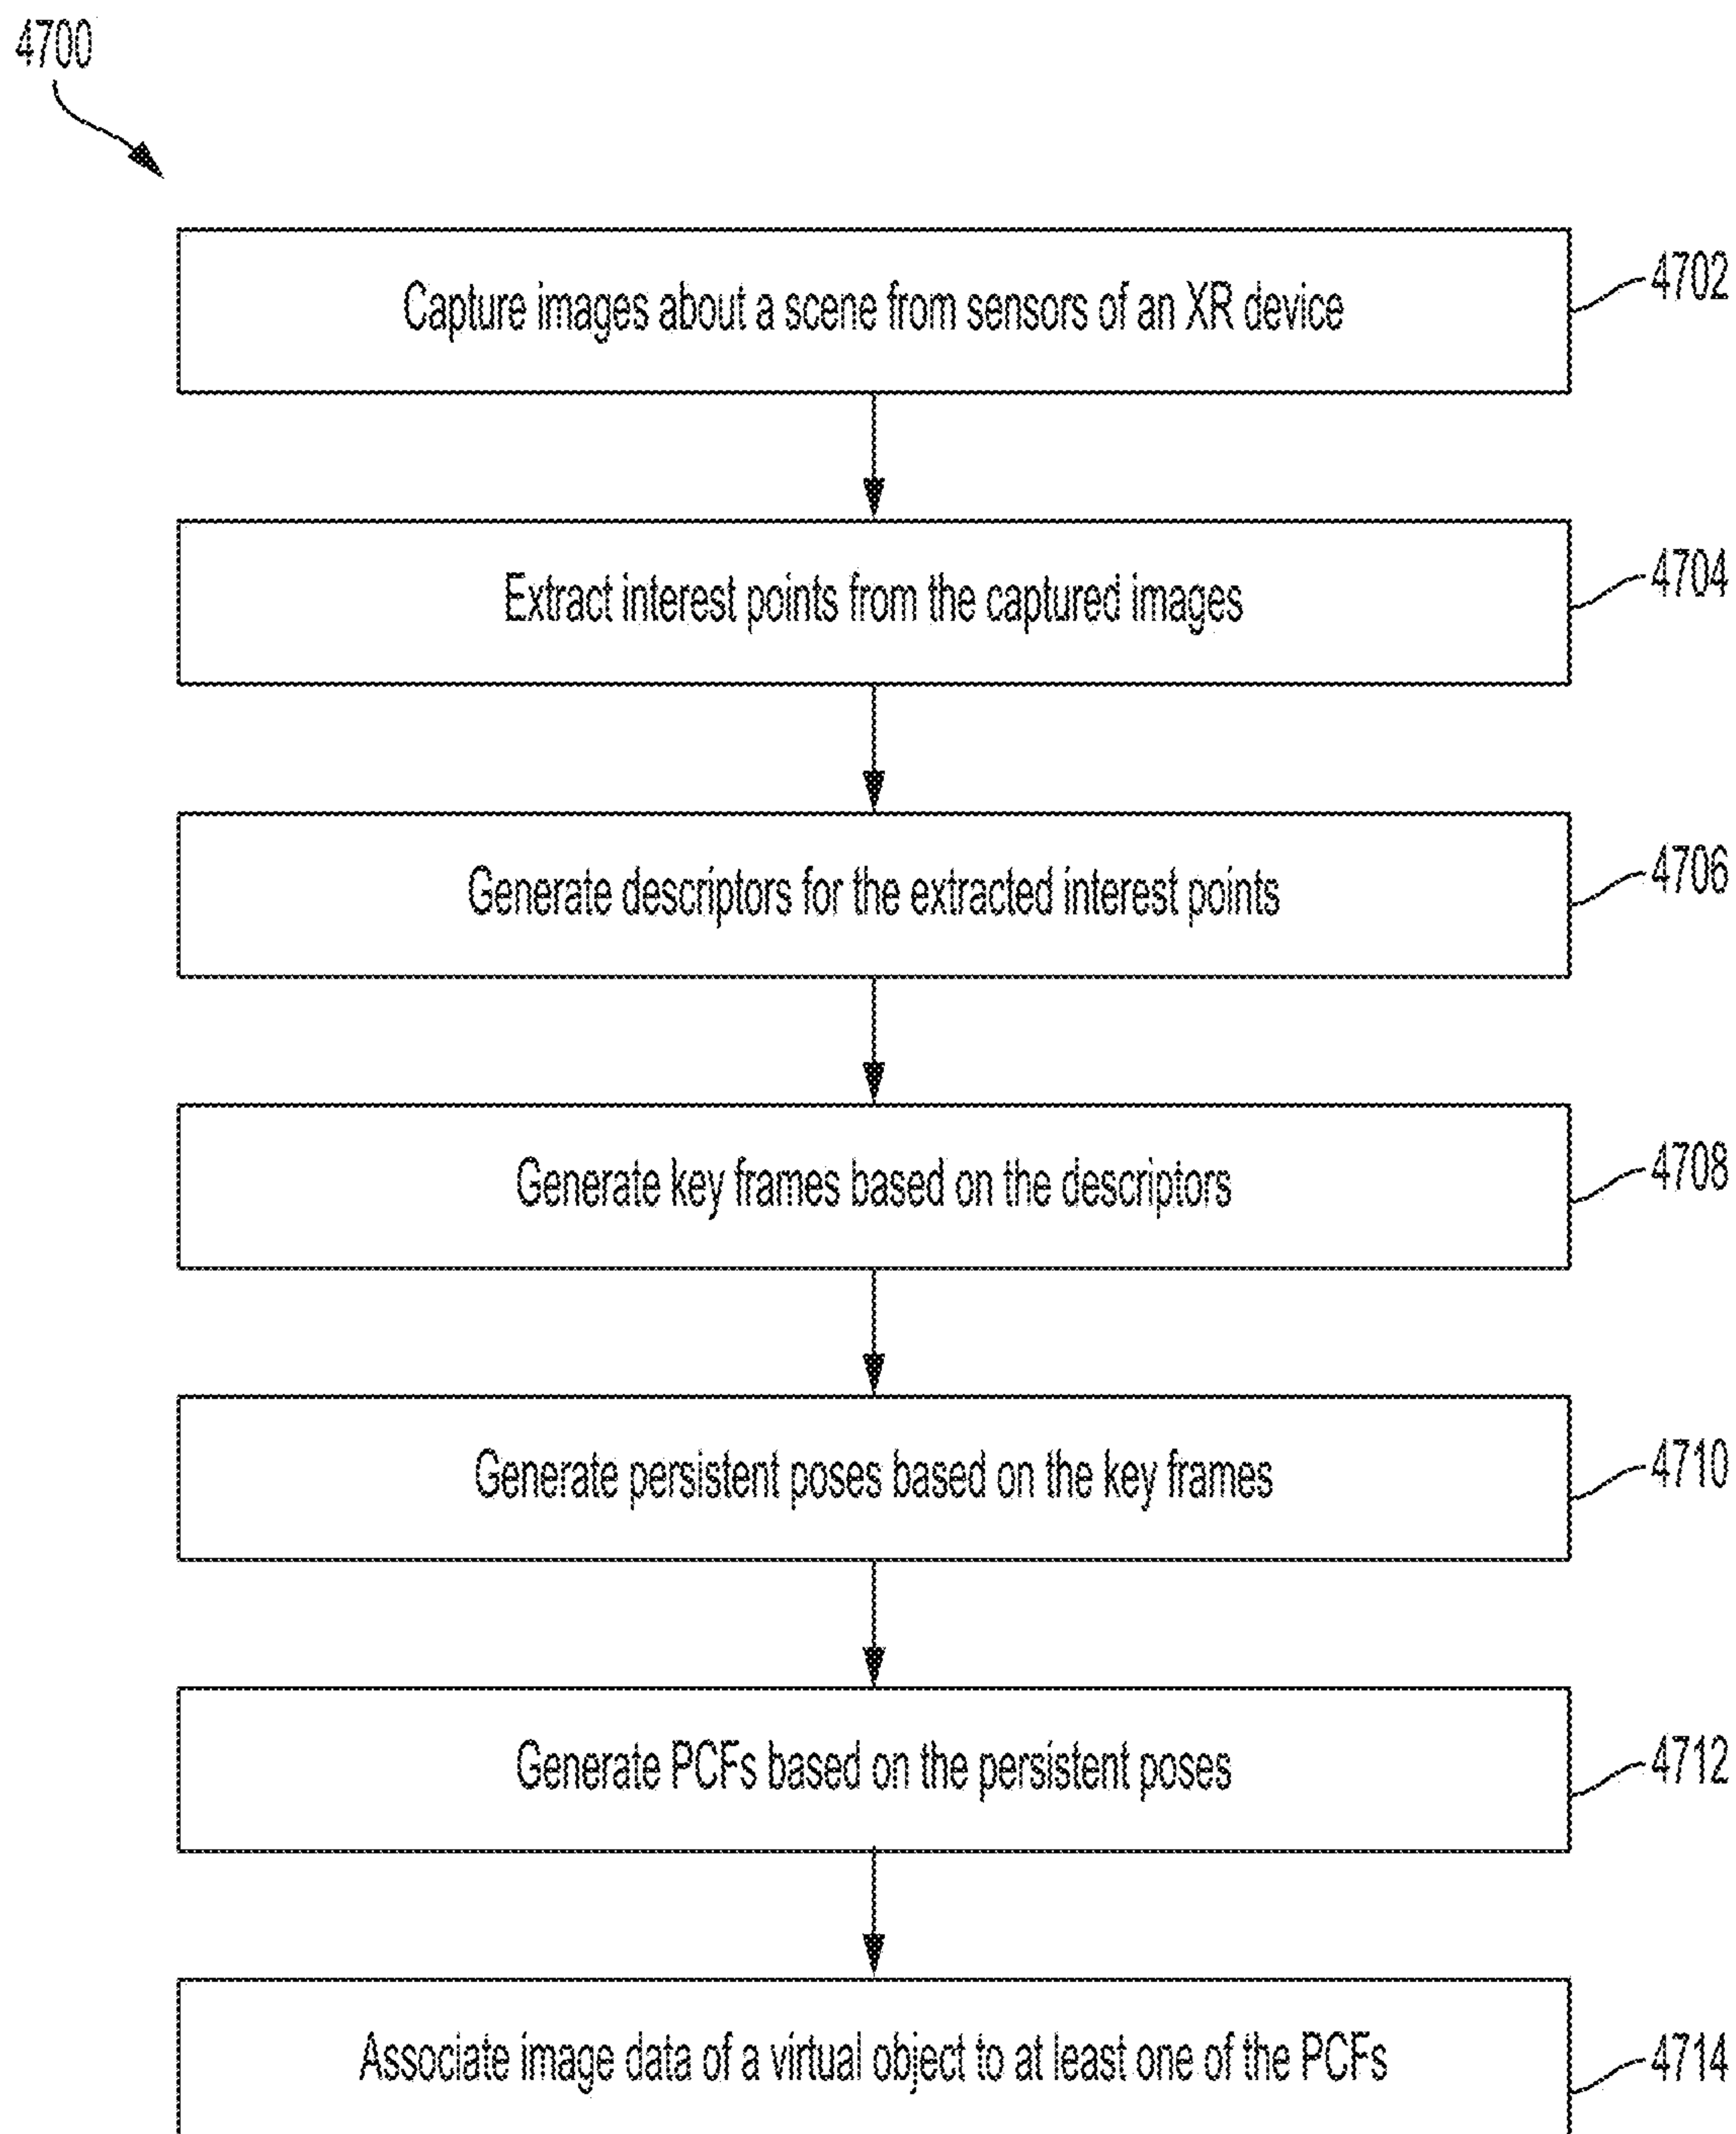 4700
Capture images about a scene from sensors of an XR device
4702
Extract interest points from the captured images
4704
Generate descriptors for the extracted interest points
4706
Generate key frames based on the descriptors
4708
Generate persistent poses based on the key frames
4710
Generate PCFs based on the persistent poses
4712
Associate image data of a virtual object to at least one of the PCFs
4714